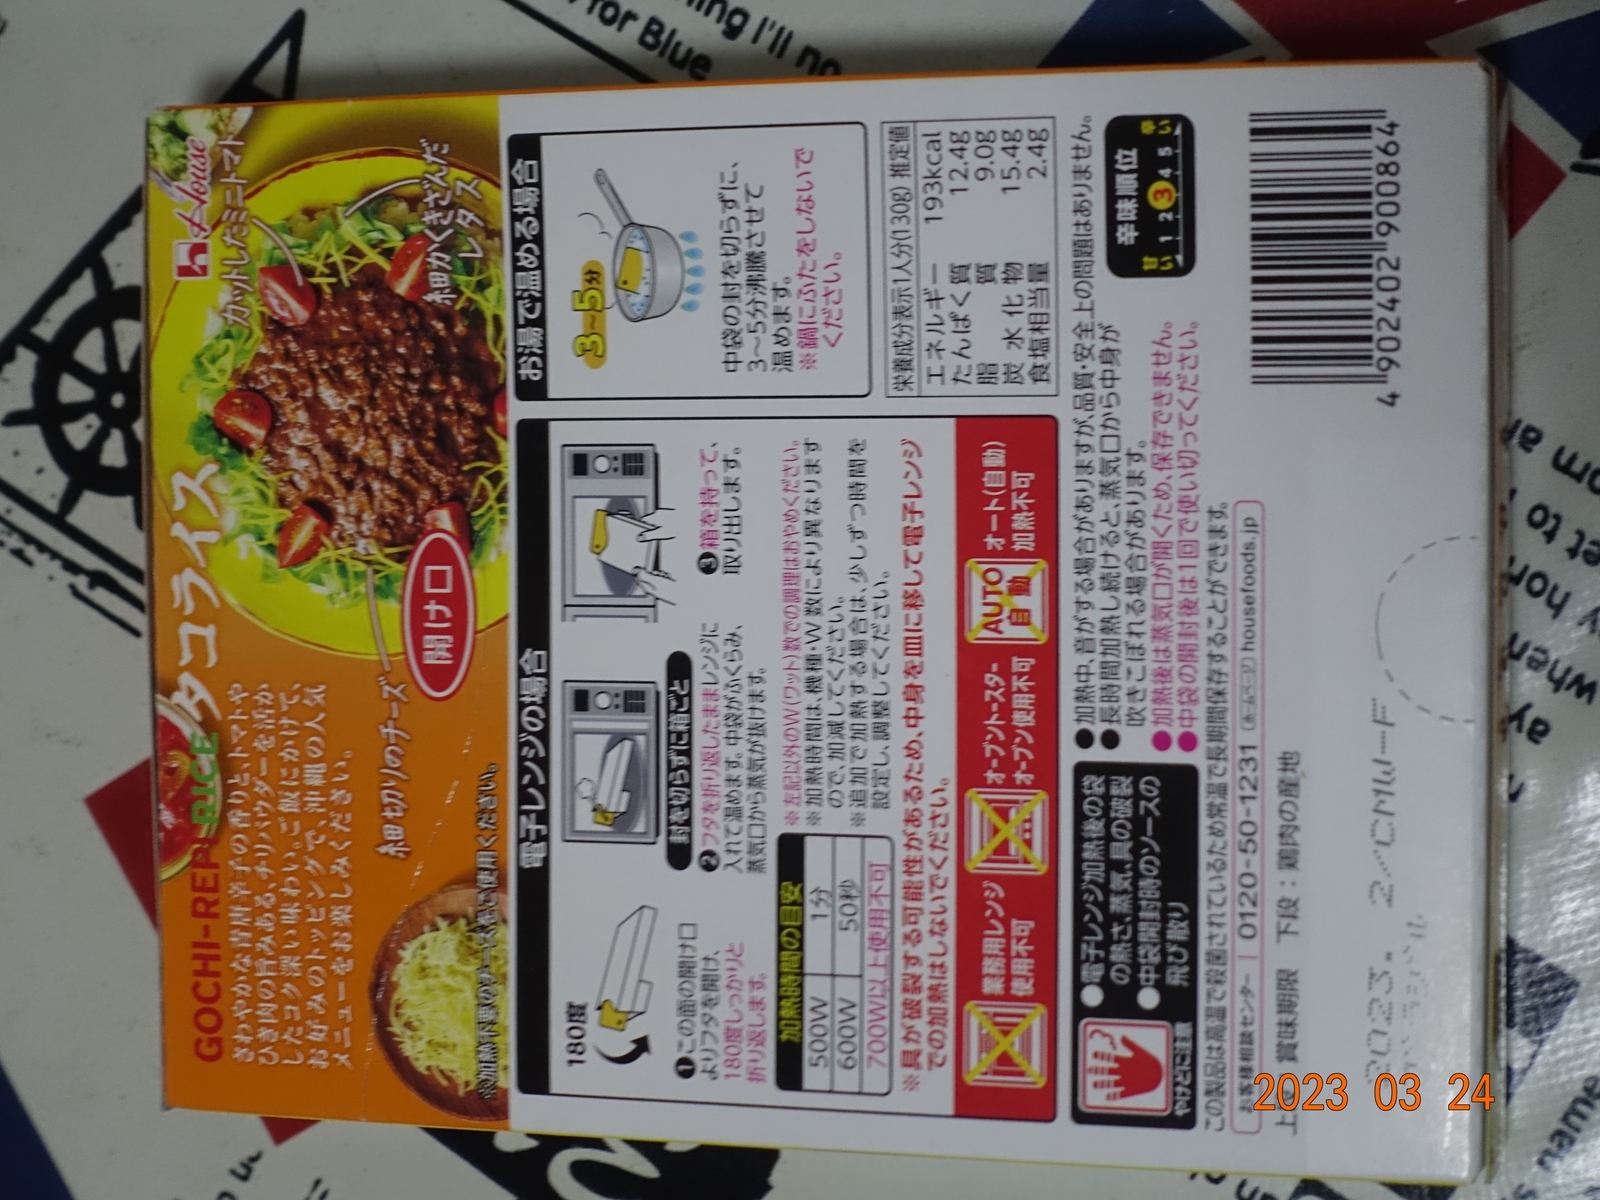 House
カットしたミニトマト
細かくきざんだ
レタス
タコライス
GOCHI-REPI RICE
さわやかな青唐辛子の香りと、トマトや
ひき肉の旨みある、チリパウダーを活か
したコク深い味わい。ご飯にかけて、
お好みのトッピングで、沖縄の人気
メニューをお楽しみください。
細切りのチーズ
開け口
電子レンジの場合
180度
❶この面の開け口
よりフタを開け、
180度しっかりと
折り返します。
封を切らずに箱ごと
❷フタを折り返したままレンジに
入れて温めます。中袋がふくらみ、
蒸気口から蒸気が抜けます。
❸箱を持って、
取り出します。
加熱時間の目安
500W 1分
600W 50秒
700W以上使用不可
※左記以外のW(ワット)数での調理はおやめください。
※加熱時間は、機種・W数により異なります
ので、加減してください。
※追加で加熱する場合は、少しずつ時間を
設定し、調整してください。
※具が破裂する可能性があるため、中身を皿に移して電子レンジ
での加熱はしないでください。
業務用レンジ
使用不可
オーブントースター
オーブン使用不可
AUTO
自動
オート(自動)
加熱不可
お湯で温める場合
3〜5分
中袋の封を切らずに、
3〜5分沸騰させて
温めます。
※鍋にふたをしないで
ください。
栄養成分表示1人分(130g) 推定値
エネルギー 193kcal
たんぱく質 12.4g
脂質 9.0g
炭水化物 15.4g
食塩相当量 2.4g
やけどに注意
●電子レンジ加熱後の袋
の熱さ、蒸気、具の破裂
●中袋開封時のソースの
飛び散り
●加熱中、音がする場合がありますが、品質・安全上の問題はありません。
●長時間加熱し続けると、蒸気口から中身が
吹きこぼれる場合があります。
●加熱後は蒸気口が開くため、保存できません。
●中袋の開封後は1回で使い切ってください。
辛味順位
甘い 1 2 3 4 5 辛い
この製品は高温で殺菌されているため常温で長期間保存することができます。
お客様相談センター 0120-50-1231 ホームページ housefoods.jp
上段：賞味期限 下段：鶏肉の産地
4 902402 900864
2023 03 24